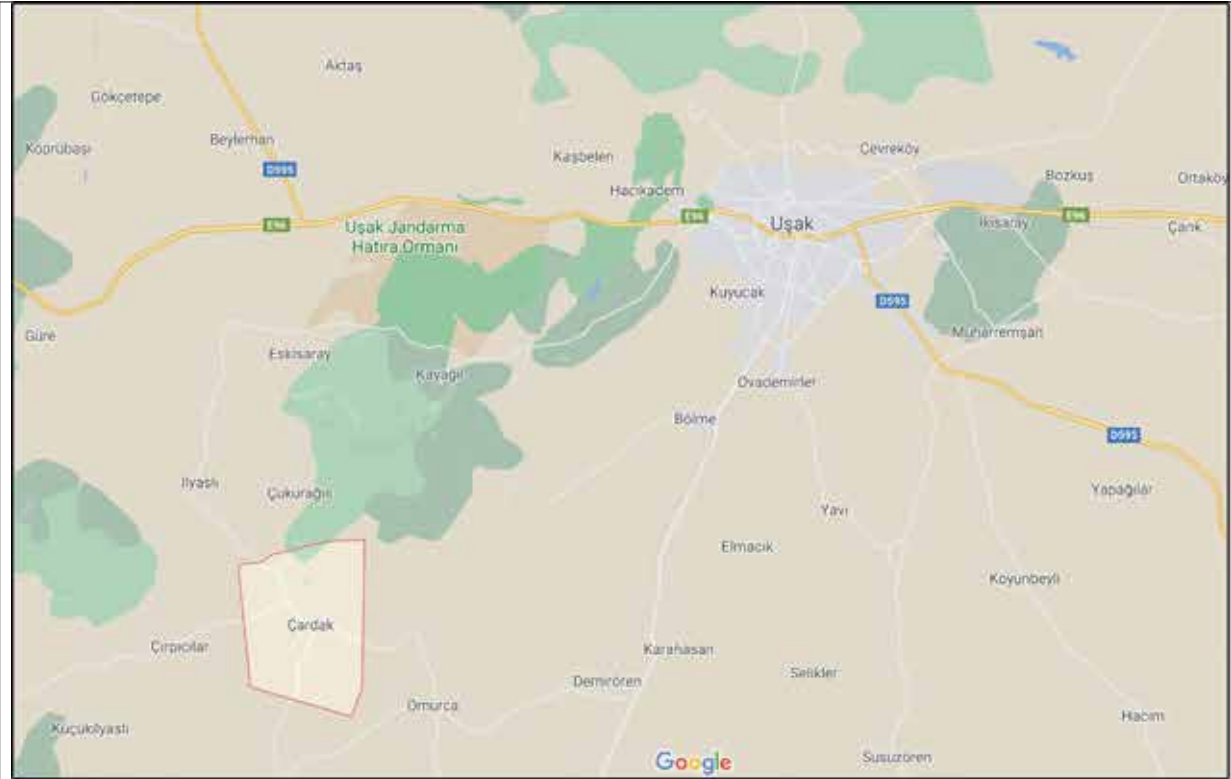 Aktaş
Gökçetepe
Beylerhan
Köprübaşı
Kaşbelen
Çevreköy
D595
Hacıkadem
Bozkuş
Ortaköy
E96
Uşak Jandarma
Hatıra Ormanı
E96
Uşak
İkisaray
E96
Çarık
Kuyucak
D595
Güre
Muharremşah
Eskisaray
Kayağıl
Ovademirler
Bölme
D595
İlyaslı
Çukurağıl
Yapağılar
Yavı
Elmacık
Koyunbeyli
Çardak
Çırpıcılar
Karahasan
Selikler
Demirören
Omurca
Hacım
Küçükilyaslı
Google
Susuzören